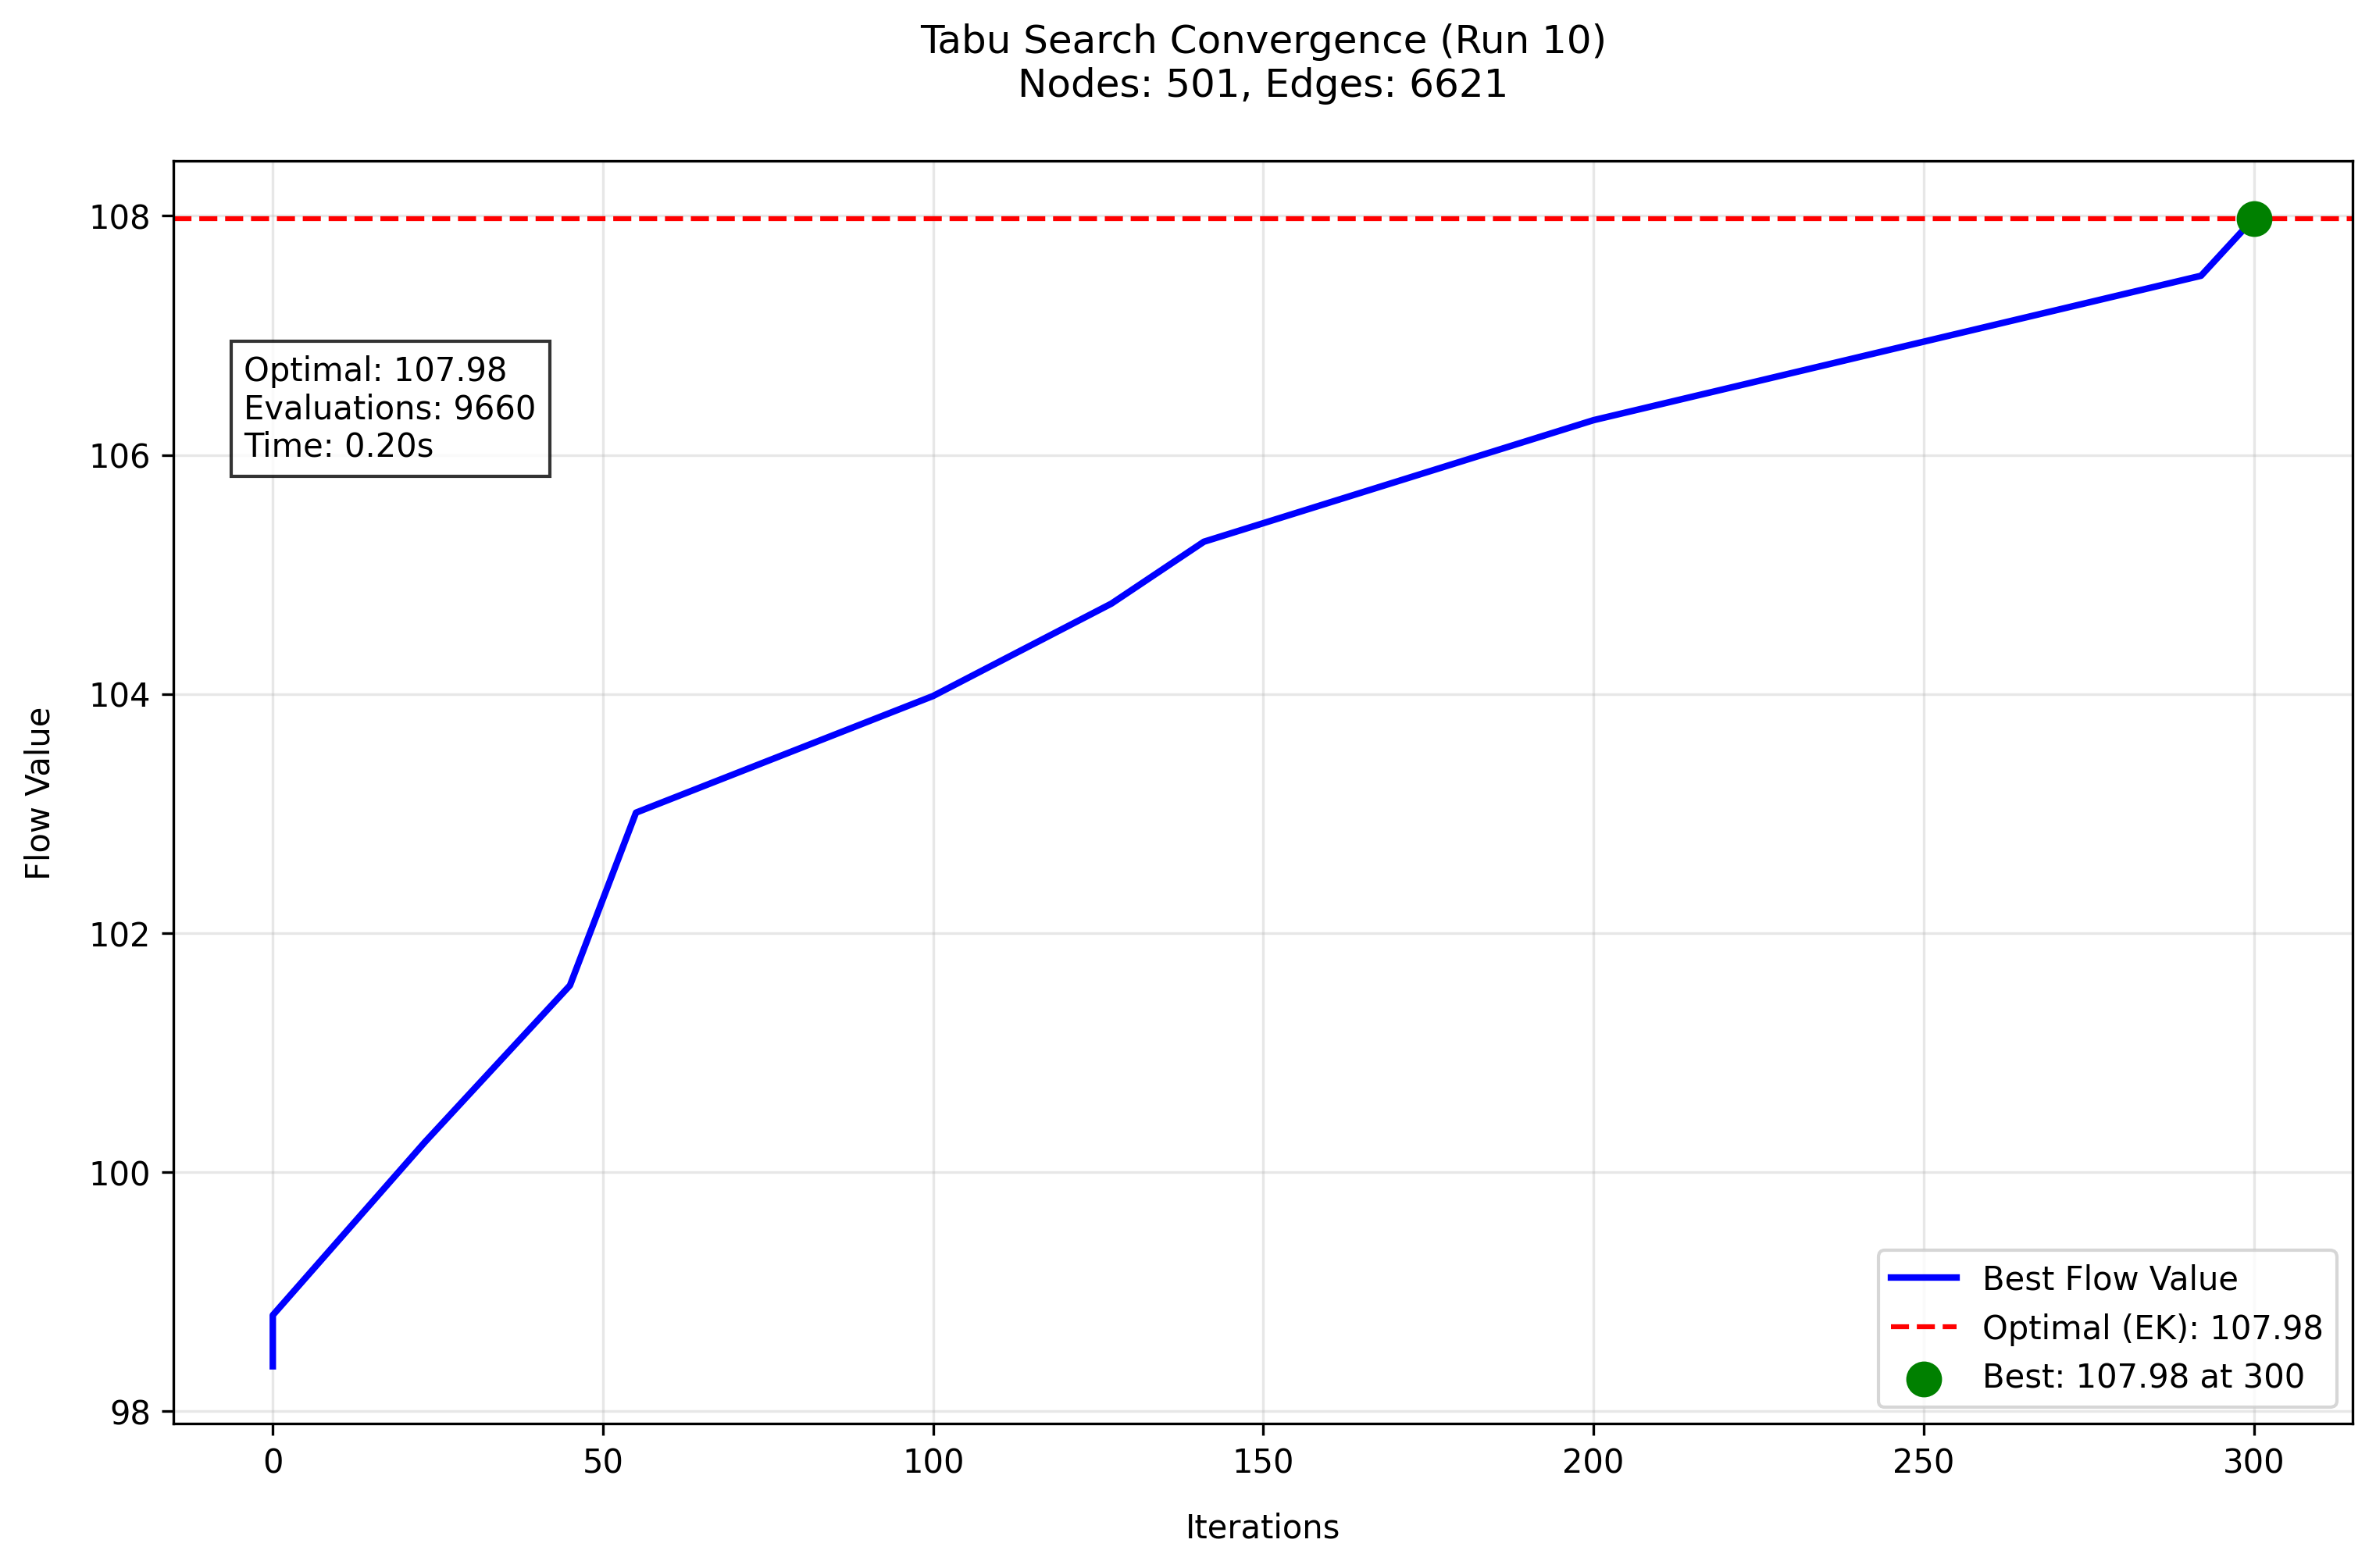 Tabu Search Convergence (Run 10)
Nodes: 501, Edges: 6621
108
106
104
102
100
98
Flow Value
Optimal: 107.98
Evaluations: 9660
Time: 0.20s
Best Flow Value
Optimal (EK): 107.98
Best: 107.98 at 300
0 50 100 150 200 250 300
Iterations